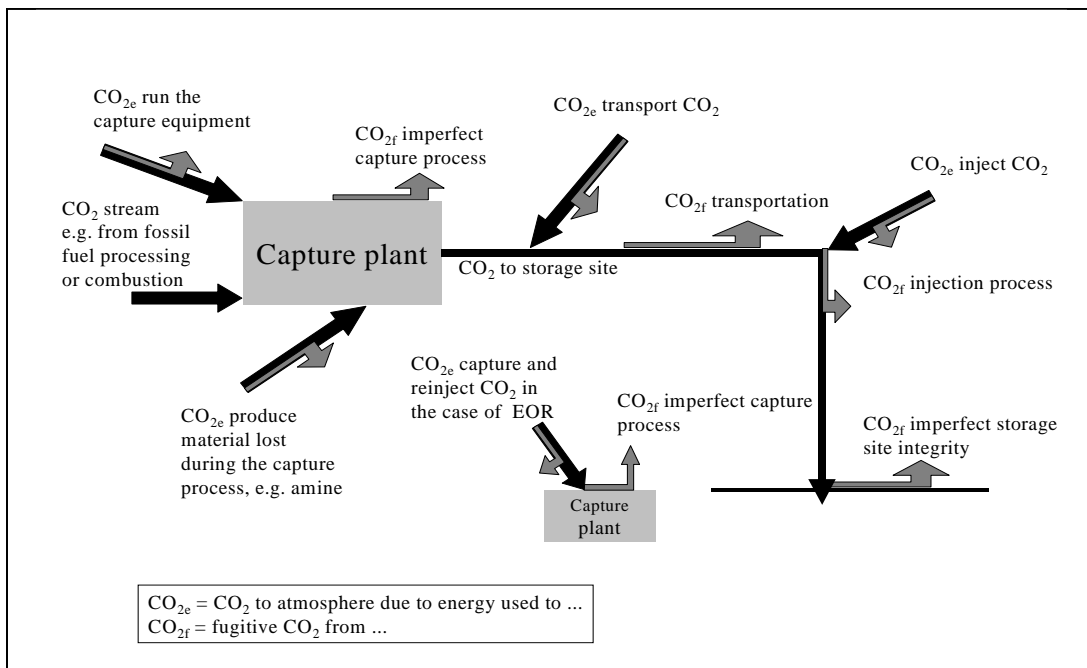 CO2e run the
capture equipment
CO2f imperfect
capture process
CO2e transport CO2
CO2e inject CO2
CO2 stream
e.g. from fossil
fuel processing
or combustion
CO2f transportation
Capture plant
CO2 to storage site
CO2f injection process
CO2e produce
material lost
during the capture
process, e.g. amine
CO2e capture and
reinject CO2 in
the case of EOR
CO2f imperfect capture
process
CO2f imperfect storage
site integrity
Capture
plant
CO2e = CO2 to atmosphere due to energy used to ...
CO2f = fugitive CO2 from ...